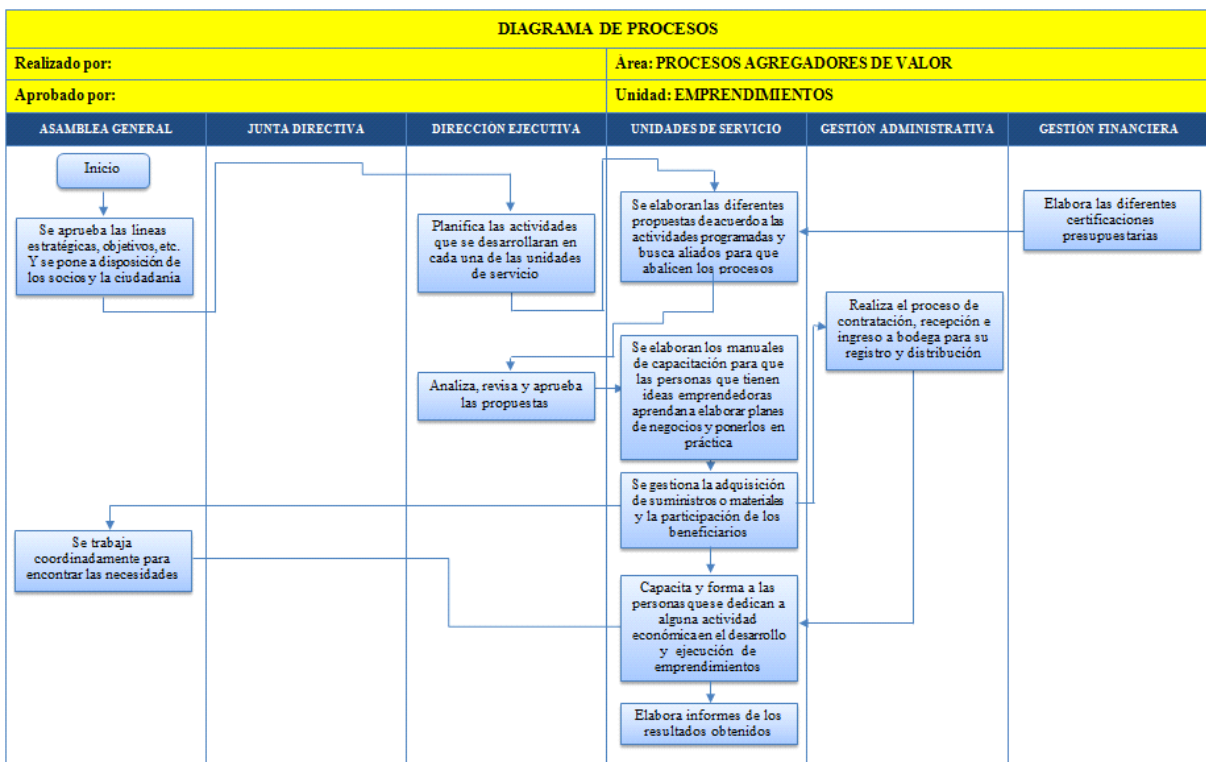 DIAGRAMA DE PROCESOS
Realizado por:
Área: PROCESOS AGREGADORES DE VALOR
Aprobado por:
Unidad: EMPRENDIMIENTOS
ASAMBLEA GENERAL
JUNTA DIRECTIVA
DIRECCIÓN EJECUTIVA
UNIDADES DE SERVICIO
GESTIÓN ADMINISTRATIVA
GESTIÓN FINANCIERA
Inicio
Se aprueba las lineas
estratégicas, objetivos, etc.
Y se pone a disposición de
los socios y la ciudadanía
Planifica las actividades
que se desarrollaran en
cada una de las unidades
de servicio
Se elaboran las diferentes
propuestas de acuerdo a las
actividades programadas y
busca aliados para que
abalicen los procesos
Elabora las diferentes
certificaciones
presupuestarias
Realiza el proceso de
contratación, recepción e
ingreso a bodega para su
registro y distribución
Analiza, revisa y aprueba
las propuestas
Se elaboran los manuales
de capacitación para que
las personas que tienen
ideas emprendedoras
aprendan a elaborar planes
de negocios y ponerlos en
práctica
Se gestiona la adquisición
de suministros o materiales
y la participación de los
beneficiarios
Se trabaja
coordinadamente para
encontrar las necesidades
Capacita y forma a las
personas que se dedican a
alguna actividad
económica en el desarrollo
y ejecución de
emprendimientos
Elabora informes de los
resultados obtenidos